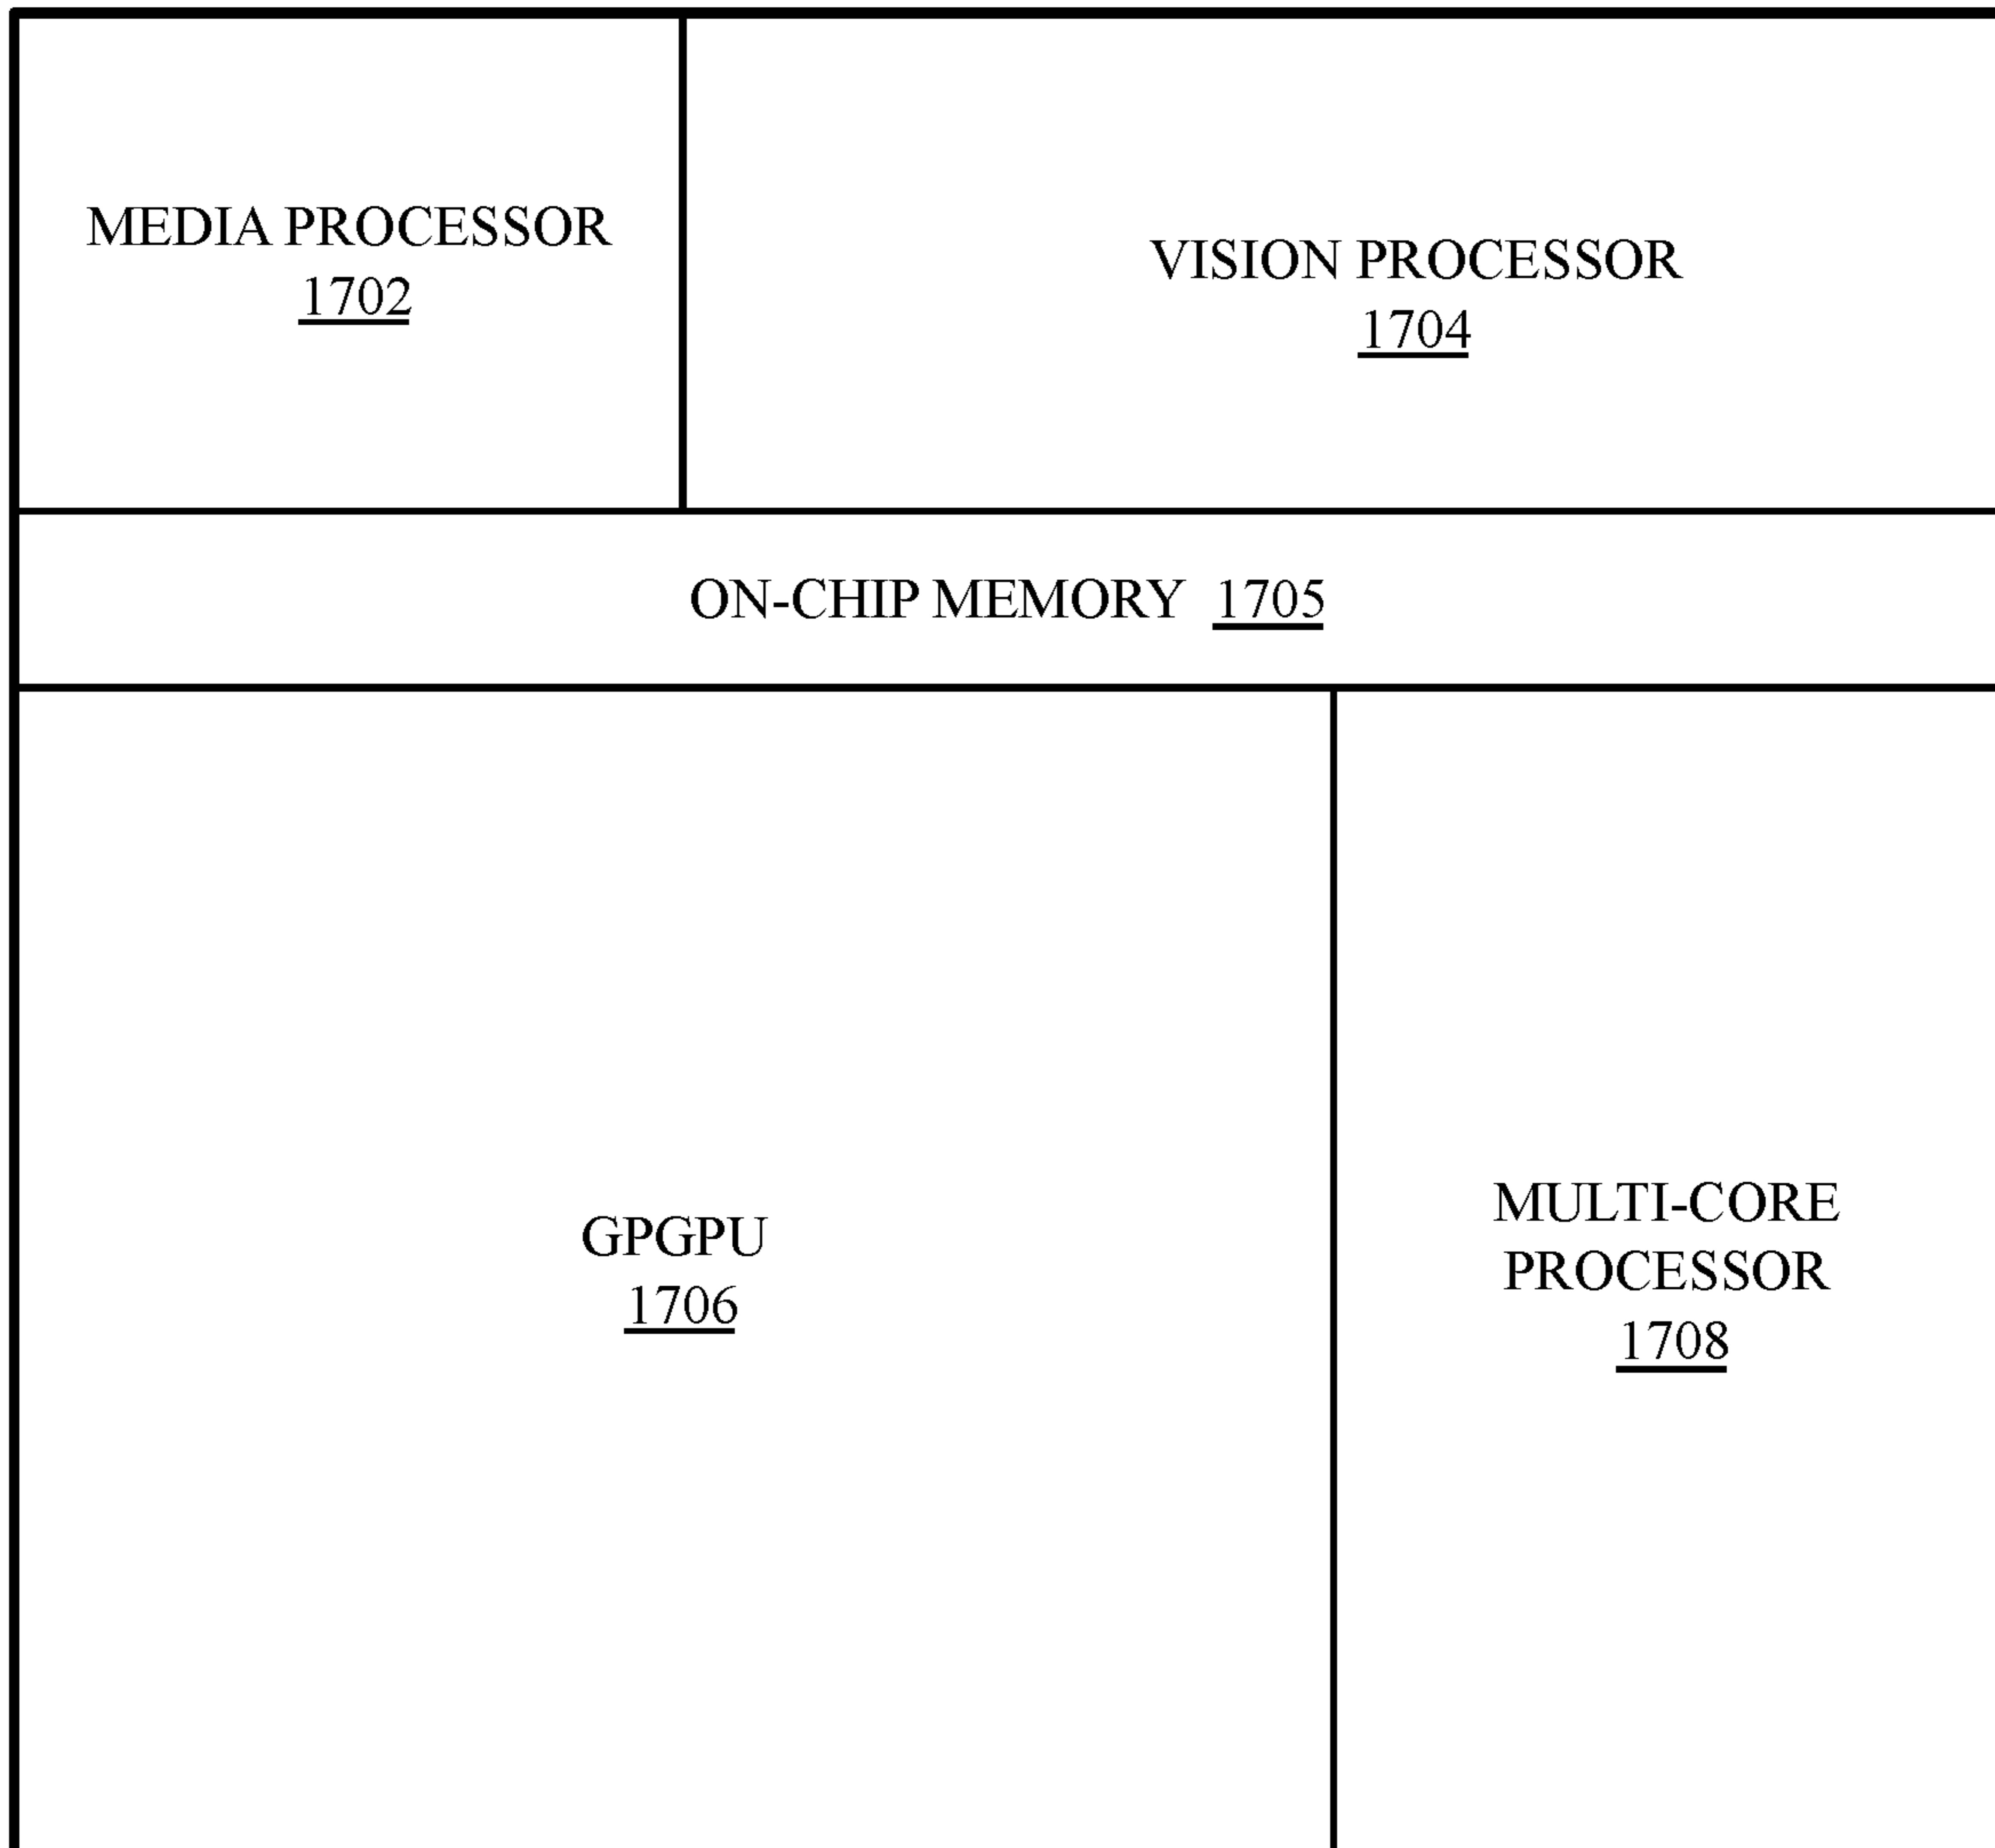 MEDIA PROCESSOR
1702
VISION PROCESSOR
1704
ON-CHIP MEMORY 1705
GPGPU
1706
MULTI-CORE
PROCESSOR
1708